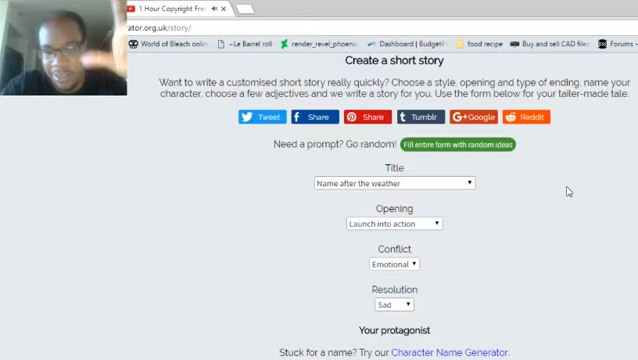 1 Hour Copyright Free
rator.org.uk/story/
World of Bleach onlin
~Le Barrel roll
render_revel_phoeni
Dashboard | BudgetP
food recipe
Buy and sell CAD files
Forums
Create a short story
Want to write a customised short story really quickly? Choose a style, opening and type of ending, name your
character, choose a few adjectives and we write a story for you. Use the form below for your tailer-made tale.
Tweet
Share
Share
Tumblr
Google
Reddit
Need a prompt? Go random! Fill entire form with random ideas
Title
Name after the weather
Opening
Launch into action
Conflict
Emotional
Resolution
Sad
Your protagonist
Stuck for a name? Try our Character Name Generator.